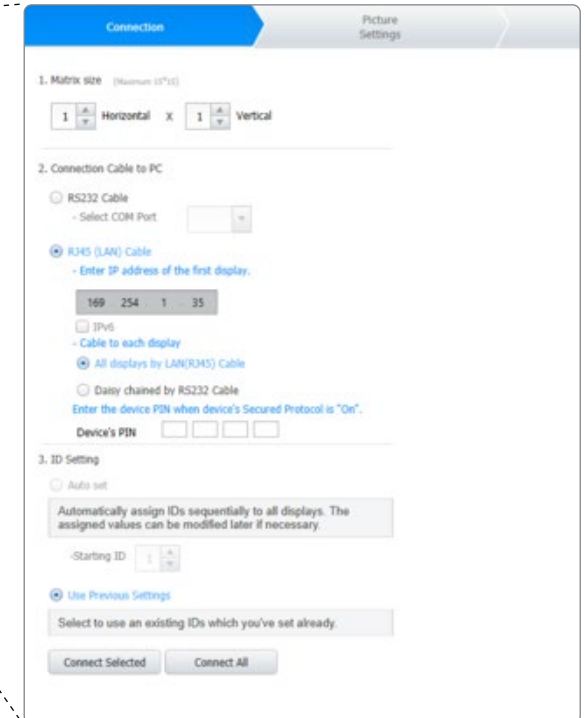 Connection
Picture
Settings
1. Matrix size (Maximum 15*15)
1 Horizontal X 1 Vertical
2. Connection Cable to PC
RS232 Cable
- Select COM Port
RJ45 (LAN) Cable
- Enter IP address of the first display.
169 254 1 35
IPv6
- Cable to each display
All displays by LAN(RJ45) Cable
Daisy chained by RS232 Cable
Enter the device PIN when device's Secured Protocol is "On".
Device's PIN
3. ID Setting
Auto set
Automatically assign IDs sequentially to all displays. The
assigned values can be modified later if necessary.
-Starting ID 1
Use Previous Settings
Select to use an existing IDs which you've set already.
Connect Selected Connect All